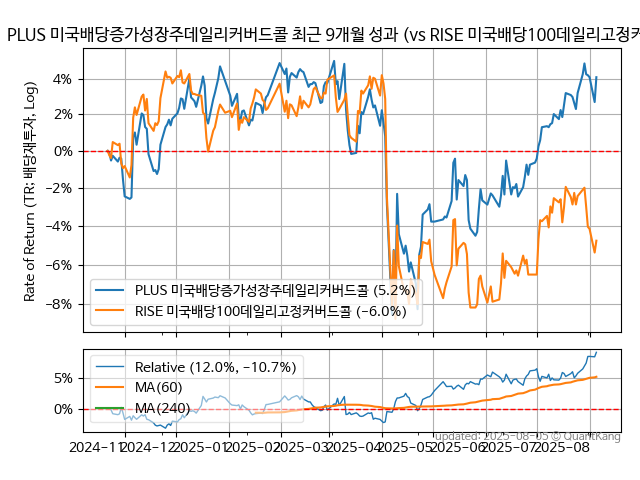 PLUS 미국배당증가성장주데일리커버드콜 최근 9개월 성과 (vs RISE 미국배당100데일리고정커
Rate of Return (TR: 배당재투자, Log)
4%
2%
0%
−2%
−4%
−6%
−8%
PLUS 미국배당증가성장주데일리커버드콜 (5.2%)
RISE 미국배당100데일리고정커버드콜 (−6.0%)
5%
0%
Relative (12.0%, −10.7%)
MA(60)
MA(240)
updated: 2025-08-05 © QuantKang
2024-11 2024-12 2025-01 2025-02 2025-03 2025-04 2025-05 2025-06 2025-07 2025-08